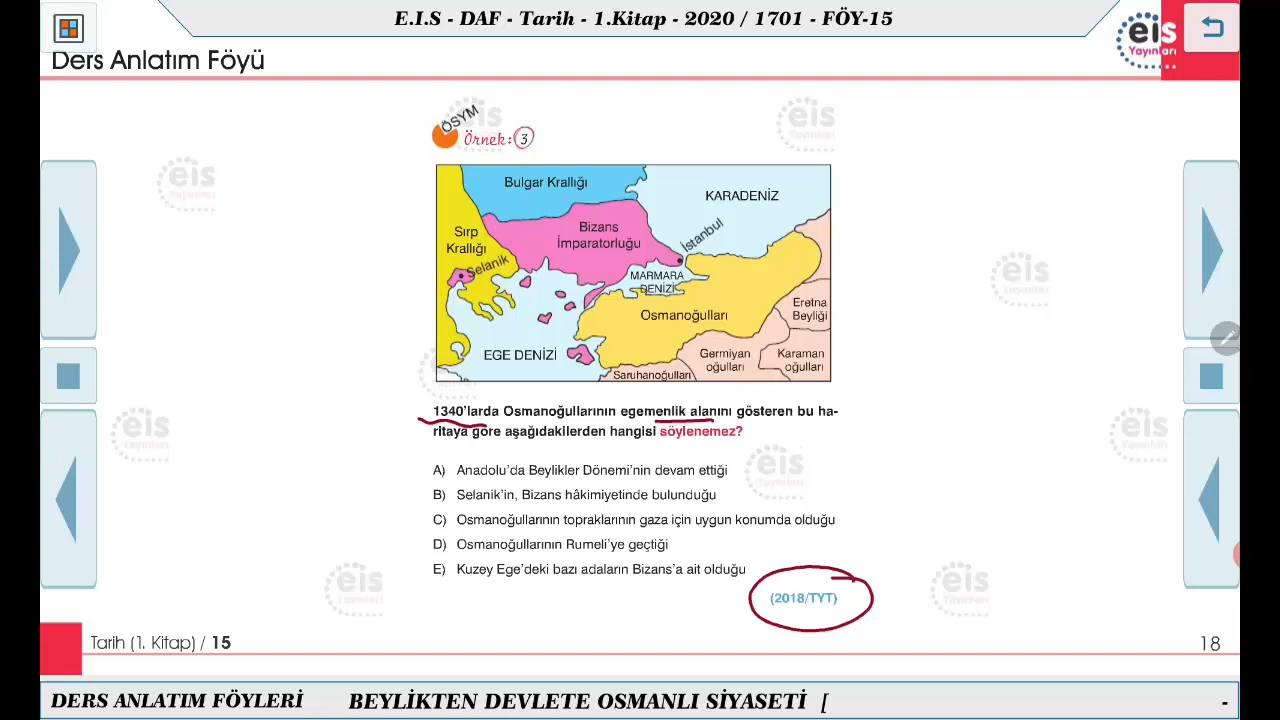 E.I.S - DAF - Tarih - 1.Kitap - 2020 / 1701 - FÖY-15
eis
Yayınları
Ders Anlatım Föyü
ÖSYM
Örnek: 3
Bulgar Krallığı
KARADENİZ
Sırp
Krallığı
Bizans
İmparatorluğu
İstanbul
Selanik
MARMARA
DENİZİ
Osmanoğulları
Eretna
Beyliği
EGE DENİZİ
Germiyan
oğulları
Karaman
oğulları
Saruhanoğulları
1340'larda Osmanoğullarının egemenlik alanını gösteren bu ha-
ritaya göre aşağıdakilerden hangisi söylenemez?
A) Anadolu'da Beylikler Dönemi'nin devam ettiği
B) Selanik'in, Bizans hâkimiyetinde bulunduğu
C) Osmanoğullarının topraklarının gaza için uygun konumda olduğu
D) Osmanoğullarının Rumeli'ye geçtiği
E) Kuzey Ege'deki bazı adaların Bizans'a ait olduğu
(2018/TYT)
Tarih (1. Kitap) / 15
18
DERS ANLATIM FÖYLERİ BEYLİKTEN DEVLETE OSMANLI SİYASETİ [ -